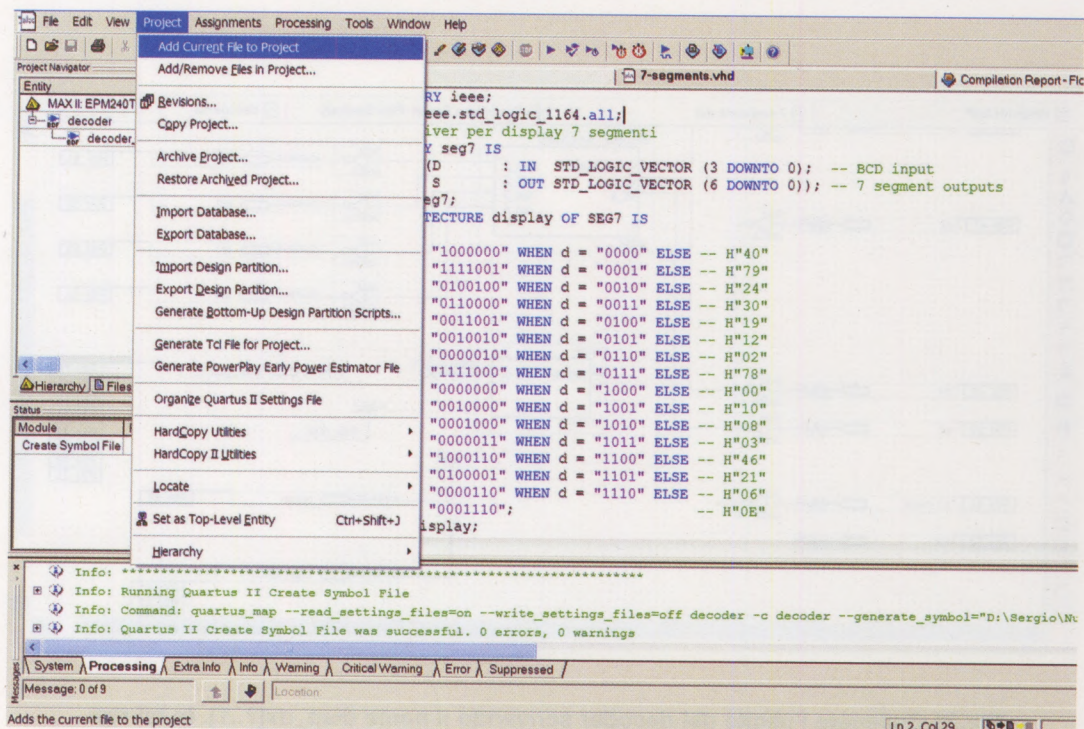 File Edit View Project Assignments Processing Tools Window Help
Project Navigator
Entity
MAX II: EPM240T
decoder
decoder_
Hierarchy Files
Status
Module
Create Symbol File
Add Current File to Project
Add/Remove Files in Project...
Revisions...
Copy Project...
Archive Project...
Restore Archived Project...
Import Database...
Export Database...
Import Design Partition...
Export Design Partition...
Generate Bottom-Up Design Partition Scripts...
Generate Tcl File for Project...
Generate PowerPlay Early Power Estimator File
Organize Quartus II Settings File
HardCopy Utilities
HardCopy II Utilities
Locate
Set as Top-Level Entity Ctrl+Shift+J
Hierarchy
7-segments.vhd
Compilation Report - Flo
RY ieee;
eee.std_logic_1164.all;
iver per display 7 segmenti
Y seg7 IS
(D : IN STD_LOGIC_VECTOR (3 DOWNTO 0); -- BCD input
S : OUT STD_LOGIC_VECTOR (6 DOWNTO 0)); -- 7 segment outputs
eg7;
TECTURE display OF SEG7 IS
"1000000" WHEN d = "0000" ELSE -- H"40"
"1111001" WHEN d = "0001" ELSE -- H"79"
"0100100" WHEN d = "0010" ELSE -- H"24"
"0110000" WHEN d = "0011" ELSE -- H"30"
"0011001" WHEN d = "0100" ELSE -- H"19"
"0010010" WHEN d = "0101" ELSE -- H"12"
"0000010" WHEN d = "0110" ELSE -- H"02"
"1111000" WHEN d = "0111" ELSE -- H"78"
"0000000" WHEN d = "1000" ELSE -- H"00"
"0010000" WHEN d = "1001" ELSE -- H"10"
"0001000" WHEN d = "1010" ELSE -- H"08"
"0000011" WHEN d = "1011" ELSE -- H"03"
"1000110" WHEN d = "1100" ELSE -- H"46"
"0100001" WHEN d = "1101" ELSE -- H"21"
"0000110" WHEN d = "1110" ELSE -- H"06"
"0001110"; -- H"0E"
isplay;
Info: *******************************************************************
Info: Running Quartus II Create Symbol File
Info: Command: quartus_map --read_settings_files=on --write_settings_files=off decoder -c decoder --generate_symbol="D:\Sergio\Nu
Info: Quartus II Create Symbol File was successful. 0 errors, 0 warnings
System Processing Extra Info Info Warning Critical Warning Error Suppressed
Messages
Message: 0 of 9
Location:
Adds the current file to the project
Ln 2, Col 29